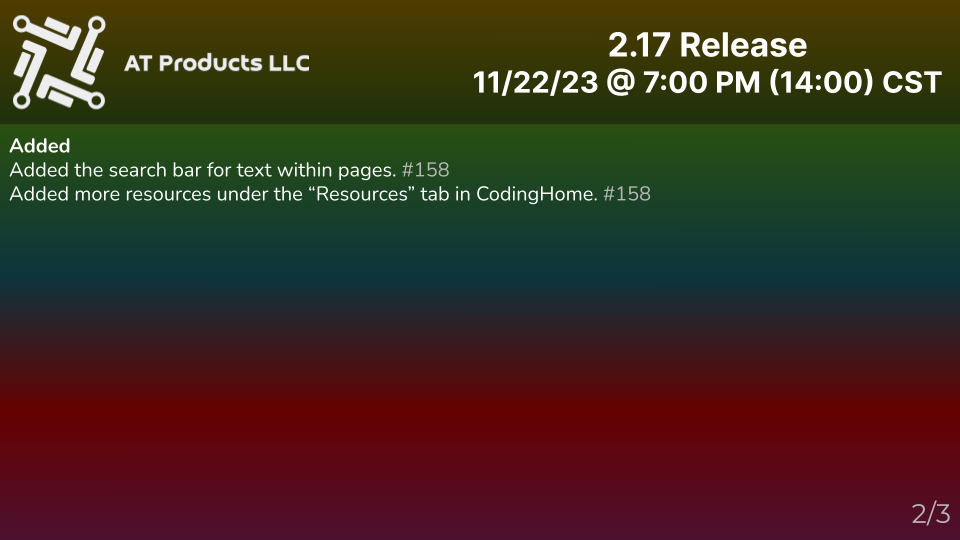 AT Products LLC
2.17 Release
11/22/23 @ 7:00 PM (14:00) CST
Added
Added the search bar for text within pages. #158
Added more resources under the “Resources” tab in CodingHome. #158
2/3